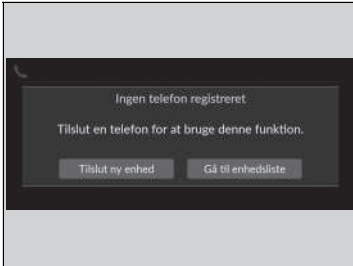 Ingen telefon registreret
Tilslut en telefon for at bruge denne funktion.
Tilslut ny enhed
Gå til enhedsliste